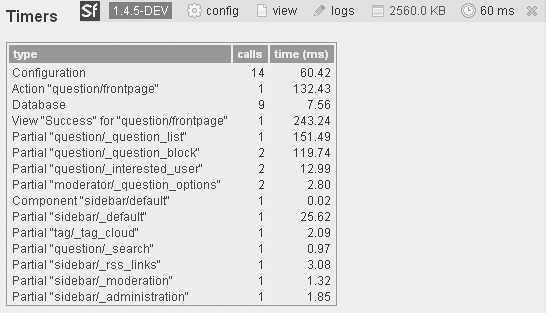 Timers Sf 1.4.5-DEV config view logs 2560.0 KB 60 ms
type calls time (ms)
Configuration 14 60.42
Action "question/frontpage" 1 132.43
Database 9 7.56
View "Success" for "question/frontpage" 1 243.24
Partial "question/_question_list" 1 151.49
Partial "question/_question_block" 2 119.74
Partial "question/_interested_user" 2 12.99
Partial "moderator/_question_options" 2 2.80
Component "sidebar/default" 1 0.02
Partial "sidebar/_default" 1 25.62
Partial "tag/_tag_cloud" 1 2.09
Partial "question/_search" 1 0.97
Partial "sidebar/_rss_links" 1 3.08
Partial "sidebar/_moderation" 1 1.32
Partial "sidebar/_administration" 1 1.85